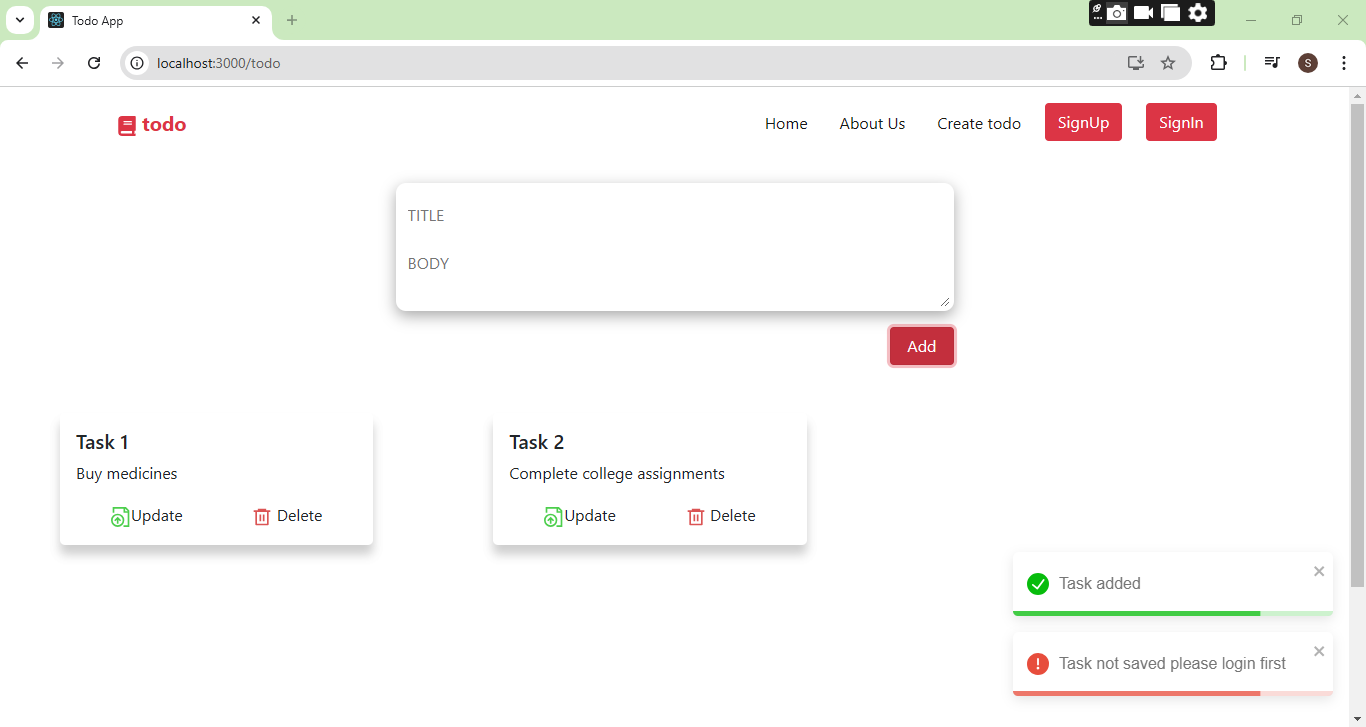 Todo App
localhost:3000/todo
S
todo
Home
About Us
Create todo
SignUp
SignIn
TITLE
BODY
Add
Task 1
Buy medicines
Update
Delete
Task 2
Complete college assignments
Update
Delete
Task added
Task not saved please login first